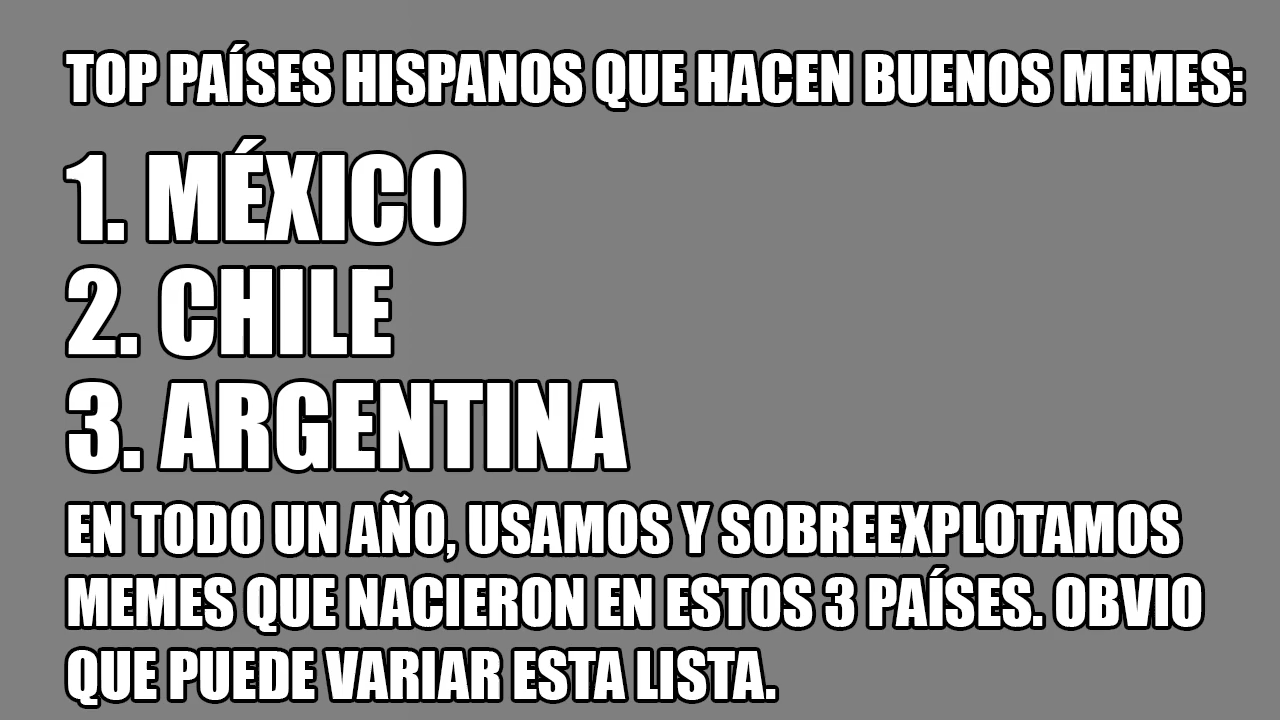 TOP PAÍSES HISPANOS QUE HACEN BUENOS MEMES:
1. MÉXICO
2. CHILE
3. ARGENTINA
EN TODO UN AÑO, USAMOS Y SOBREEXPLOTAMOS
MEMES QUE NACIERON EN ESTOS 3 PAÍSES. OBVIO
QUE PUEDE VARIAR ESTA LISTA.